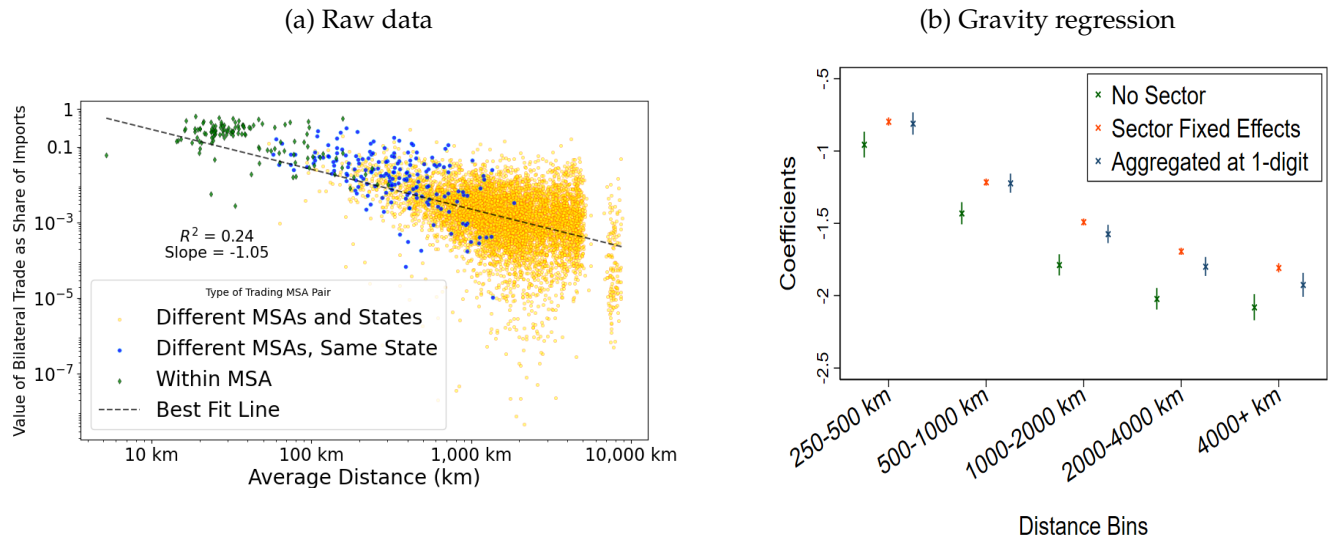 (a) Raw data
Value of Bilateral Trade as Share of Imports
1
0.1
10⁻³
10⁻⁵
10⁻⁷
R² = 0.24
Slope = -1.05
Type of Trading MSA Pair
Different MSAs and States
Different MSAs, Same State
Within MSA
Best Fit Line
10 km
100 km
1,000 km
10,000 km
Average Distance (km)
(b) Gravity regression
Coefficients
-.5
-1
-1.5
-2
-2.5
No Sector
Sector Fixed Effects
Aggregated at 1-digit
250-500 km
500-1000 km
1000-2000 km
2000-4000 km
4000+ km
Distance Bins